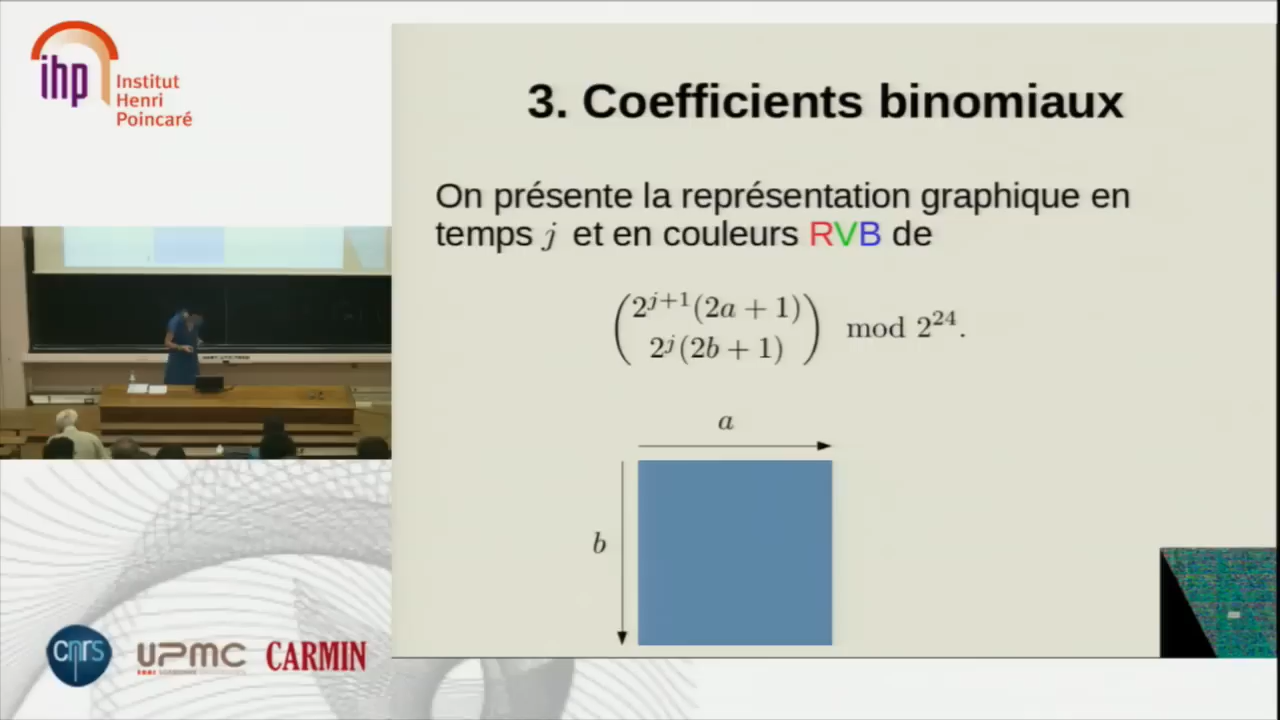 ihp
Institut
Henri
Poincaré
3. Coefficients binomiaux
On présente la représentation graphique en
temps j et en couleurs RVB de
(2^{j+1}(2a + 1))
(2^j(2b + 1)) mod 2^{24}.
a
b
cnrs
UPMC
CARMIN